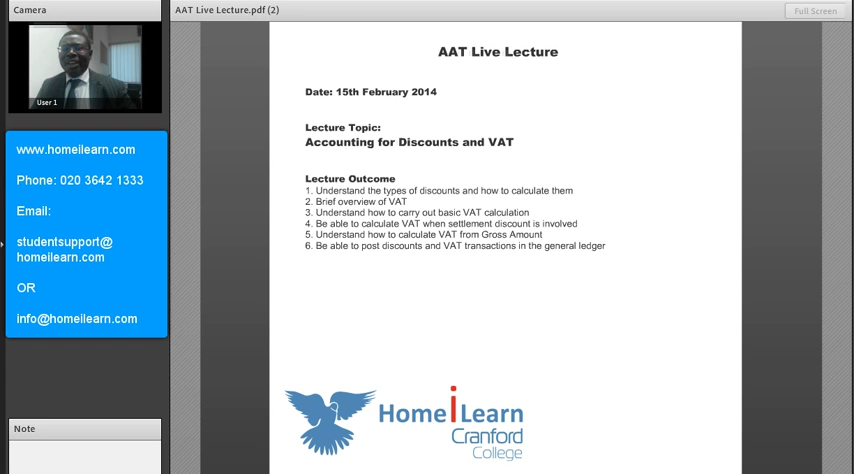 Camera
User 1
www.homeilearn.com
Phone: 020 3642 1333
Email:
studentsupport@
homeilearn.com
OR
info@homeilearn.com
Note
AAT Live Lecture.pdf (2)
Full Screen
AAT Live Lecture
Date: 15th February 2014
Lecture Topic:
Accounting for Discounts and VAT
Lecture Outcome
1. Understand the types of discounts and how to calculate them
2. Brief overview of VAT
3. Understand how to carry out basic VAT calculation
4. Be able to calculate VAT when settlement discount is involved
5. Understand how to calculate VAT from Gross Amount
6. Be able to post discounts and VAT transactions in the general ledger
Home i Learn
Cranford
College